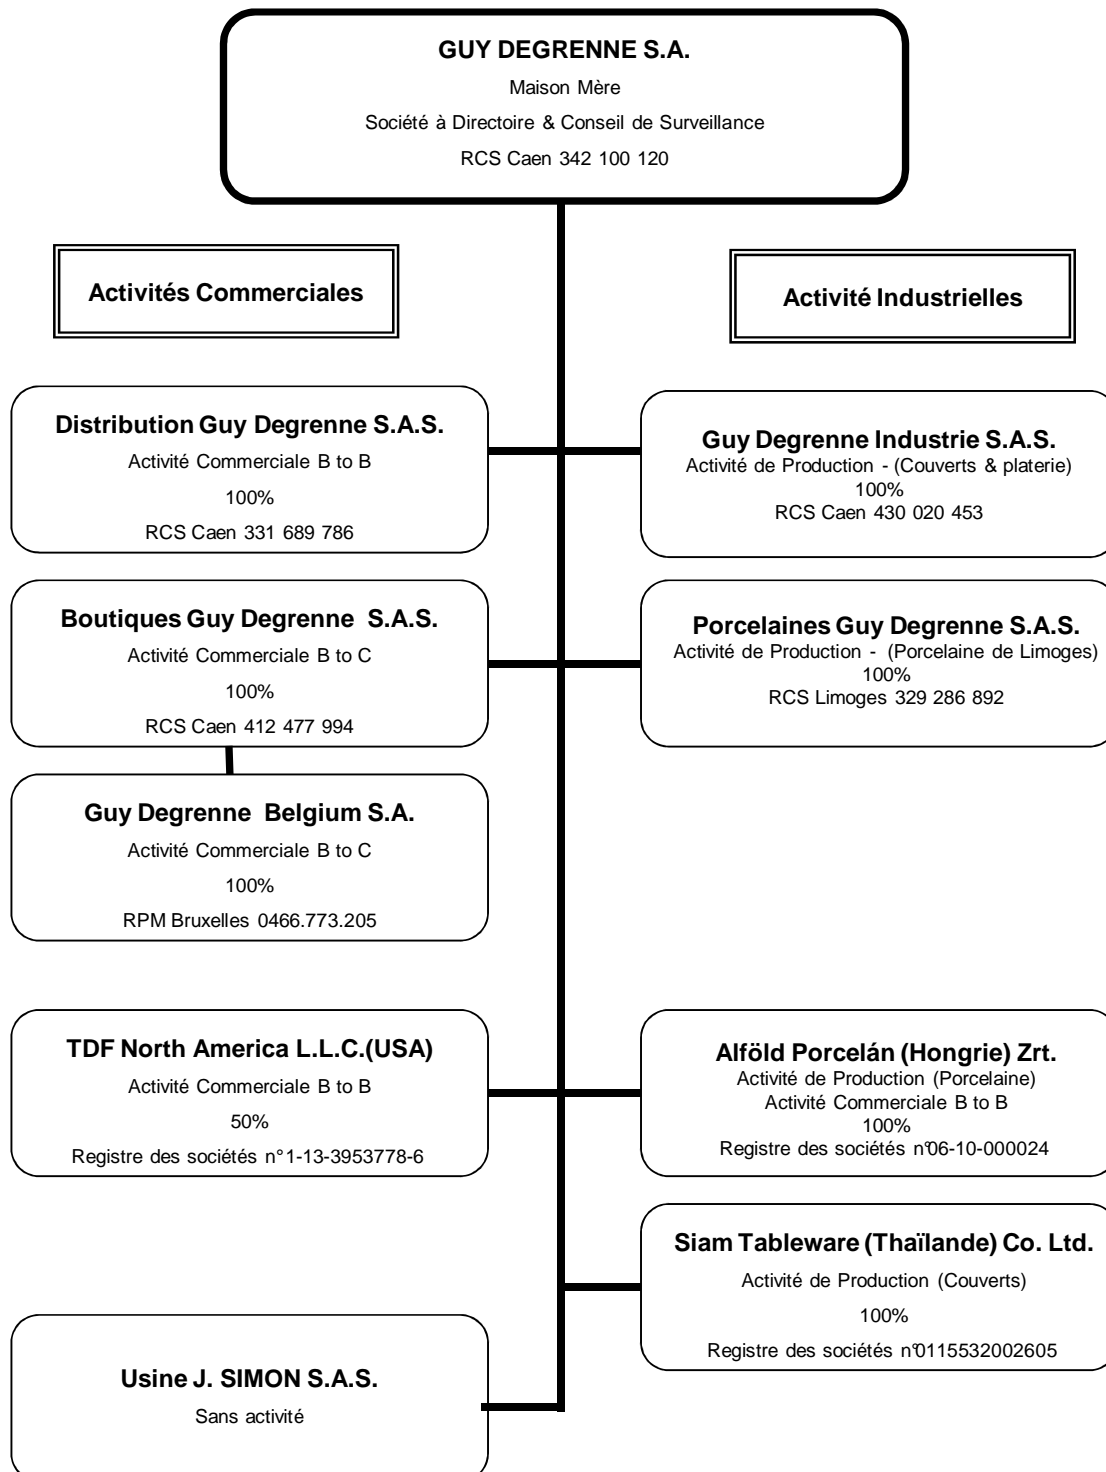 GUY DEGRENNE S.A.
Maison Mère
Société à Directoire & Conseil de Surveillance
RCS Caen 342 100 120
Activités Commerciales
Activité Industrielles
Distribution Guy Degrenne S.A.S.
Activité Commerciale B to B
100%
RCS Caen 331 689 786
Guy Degrenne Industrie S.A.S.
Activité de Production - (Couverts & platerie)
100%
RCS Caen 430 020 453
Boutiques Guy Degrenne S.A.S.
Activité Commerciale B to C
100%
RCS Caen 412 477 994
Porcelaines Guy Degrenne S.A.S.
Activité de Production - (Porcelaine de Limoges)
100%
RCS Limoges 329 286 892
Guy Degrenne Belgium S.A.
Activité Commerciale B to C
100%
RPM Bruxelles 0466.773.205
TDF North America L.L.C.(USA)
Activité Commerciale B to B
50%
Registre des sociétés n° 1-13-3953778-6
Alföld Porcelán (Hongrie) Zrt.
Activité de Production (Porcelaine)
Activité Commerciale B to B
100%
Registre des sociétés n°06-10-000024
Siam Tableware (Thaïlande) Co. Ltd.
Activité de Production (Couverts)
100%
Registre des sociétés n°0115532002605
Usine J. SIMON S.A.S.
Sans activité